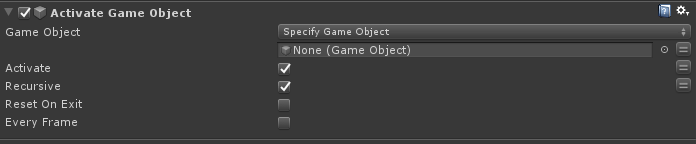 Activate Game Object
Game Object Specify Game Object
None (Game Object)
Activate
Recursive
Reset On Exit
Every Frame